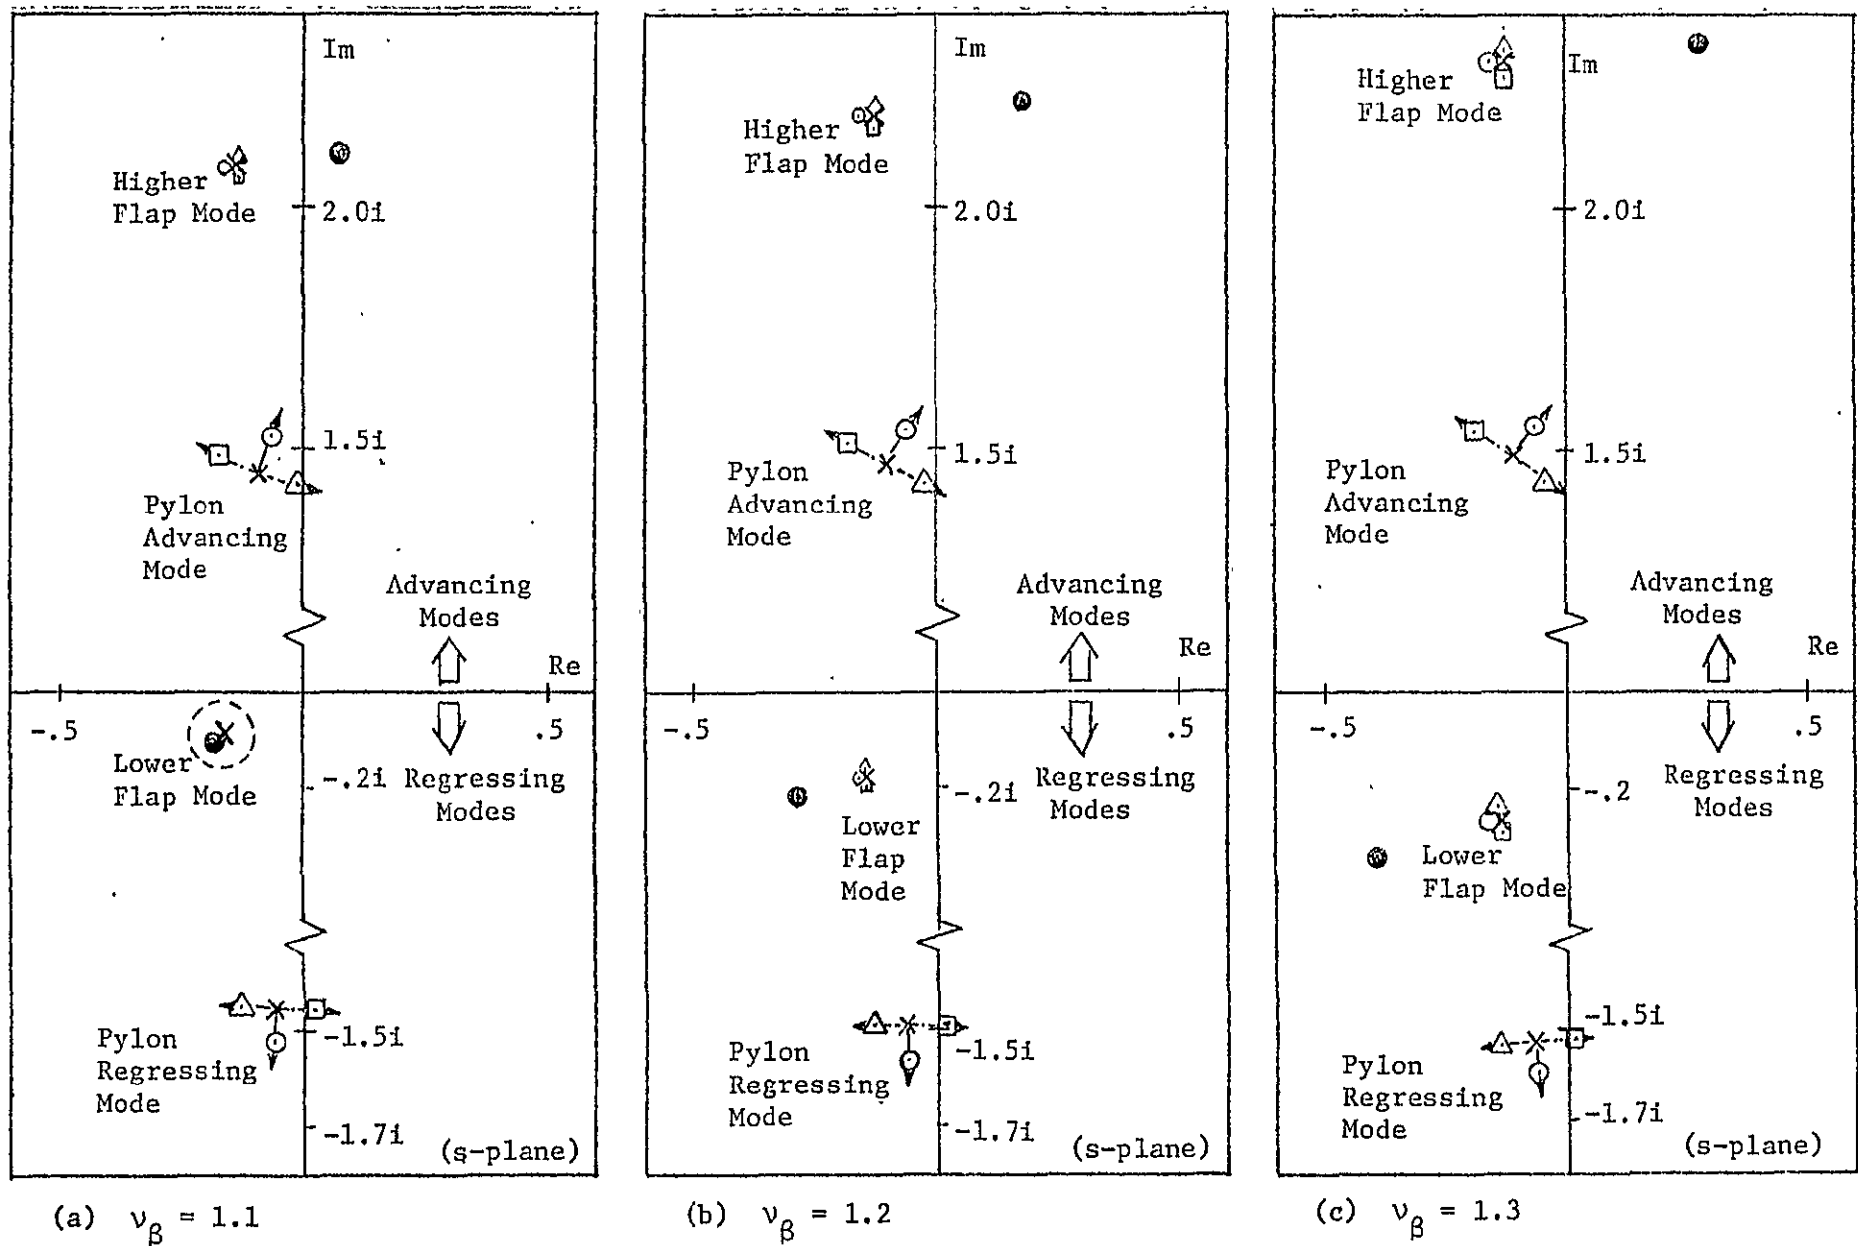 Im
Higher
Flap Mode
2.0i
1.5i
Pylon
Advancing
Mode
Advancing
Modes
Re
-.5
.5
Lower
Flap Mode
-.2i
Regressing
Modes
Pylon
Regressing
Mode
-1.5i
-1.7i
(s-plane)
(a) νβ = 1.1
Im
Higher
Flap Mode
2.0i
1.5i
Pylon
Advancing
Mode
Advancing
Modes
Re
-.5
.5
-.2i
Regressing
Modes
Lower
Flap
Mode
Pylon
Regressing
Mode
-1.5i
-1.7i
(s-plane)
(b) νβ = 1.2
Im
Higher
Flap Mode
2.0i
1.5i
Pylon
Advancing
Mode
Advancing
Modes
Re
-.5
.5
-.2
Regressing
Modes
Lower
Flap Mode
-1.5i
Pylon
Regressing
Mode
-1.7i
(s-plane)
(c) νβ = 1.3